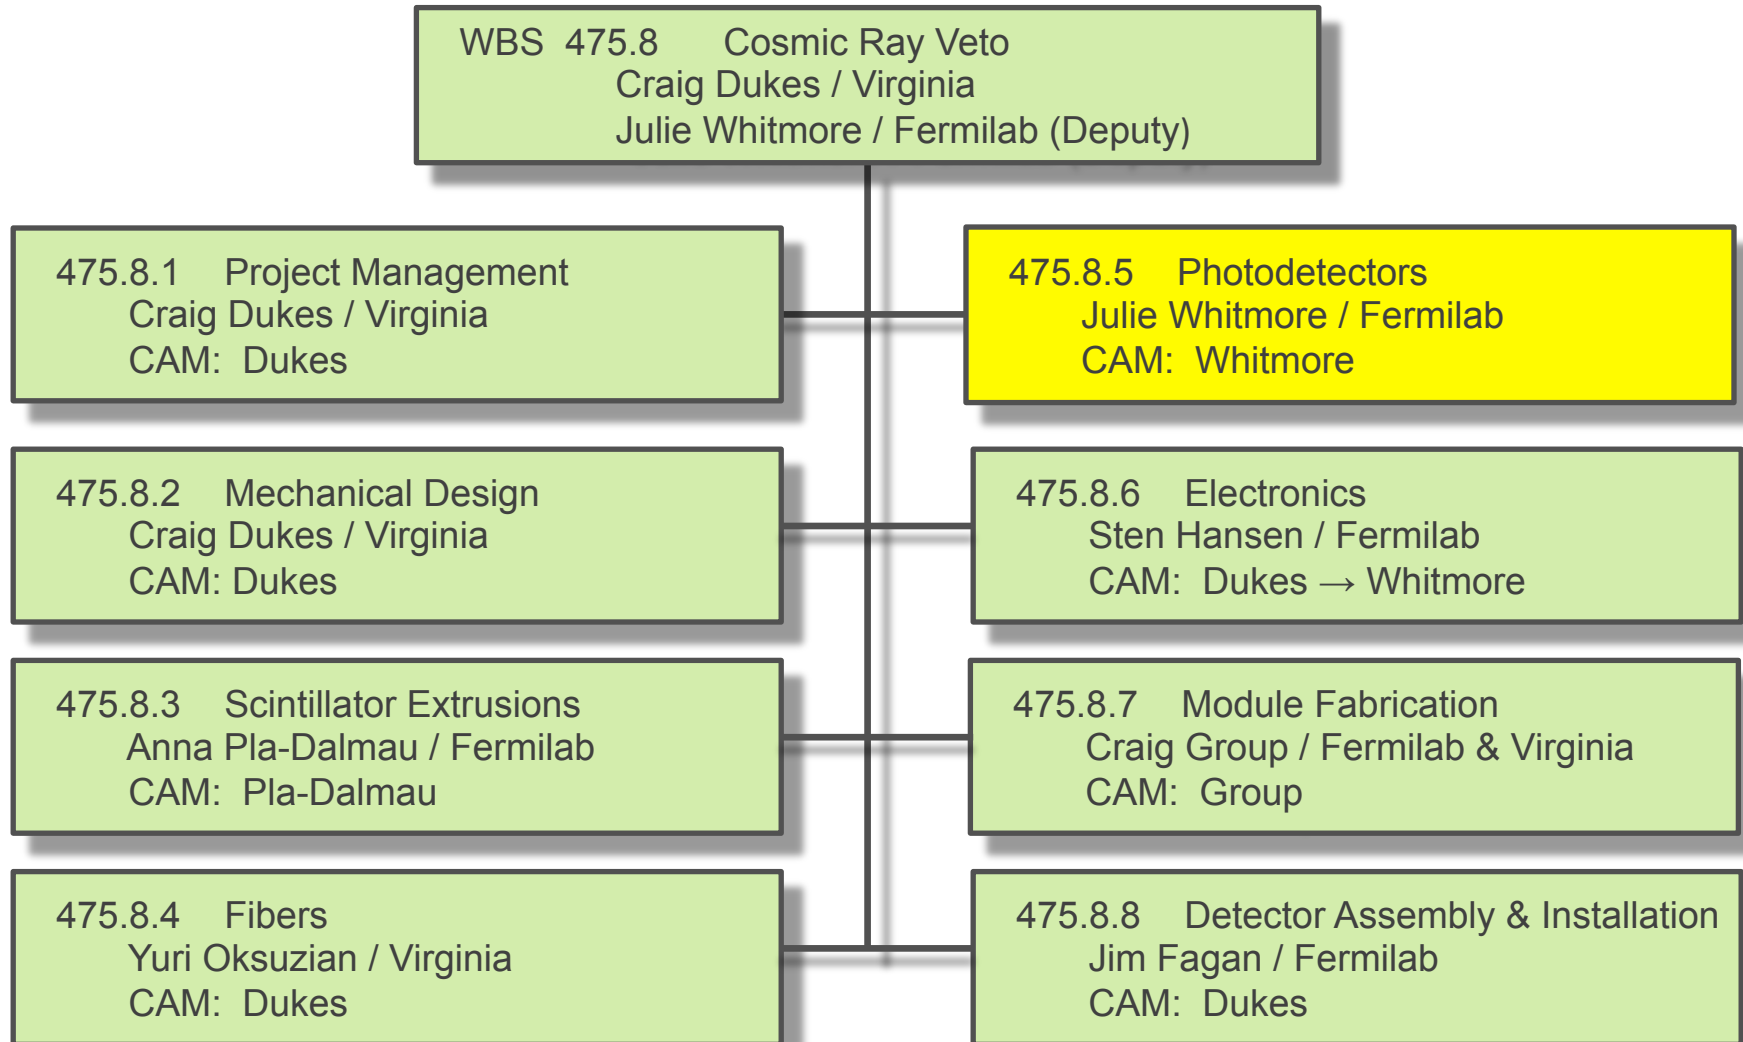 WBS 475.8 Cosmic Ray Veto
Craig Dukes / Virginia
Julie Whitmore / Fermilab (Deputy)
475.8.1 Project Management
Craig Dukes / Virginia
CAM: Dukes
475.8.2 Mechanical Design
Craig Dukes / Virginia
CAM: Dukes
475.8.3 Scintillator Extrusions
Anna Pla-Dalmau / Fermilab
CAM: Pla-Dalmau
475.8.4 Fibers
Yuri Oksuzian / Virginia
CAM: Dukes
475.8.5 Photodetectors
Julie Whitmore / Fermilab
CAM: Whitmore
475.8.6 Electronics
Sten Hansen / Fermilab
CAM: Dukes → Whitmore
475.8.7 Module Fabrication
Craig Group / Fermilab & Virginia
CAM: Group
475.8.8 Detector Assembly & Installation
Jim Fagan / Fermilab
CAM: Dukes